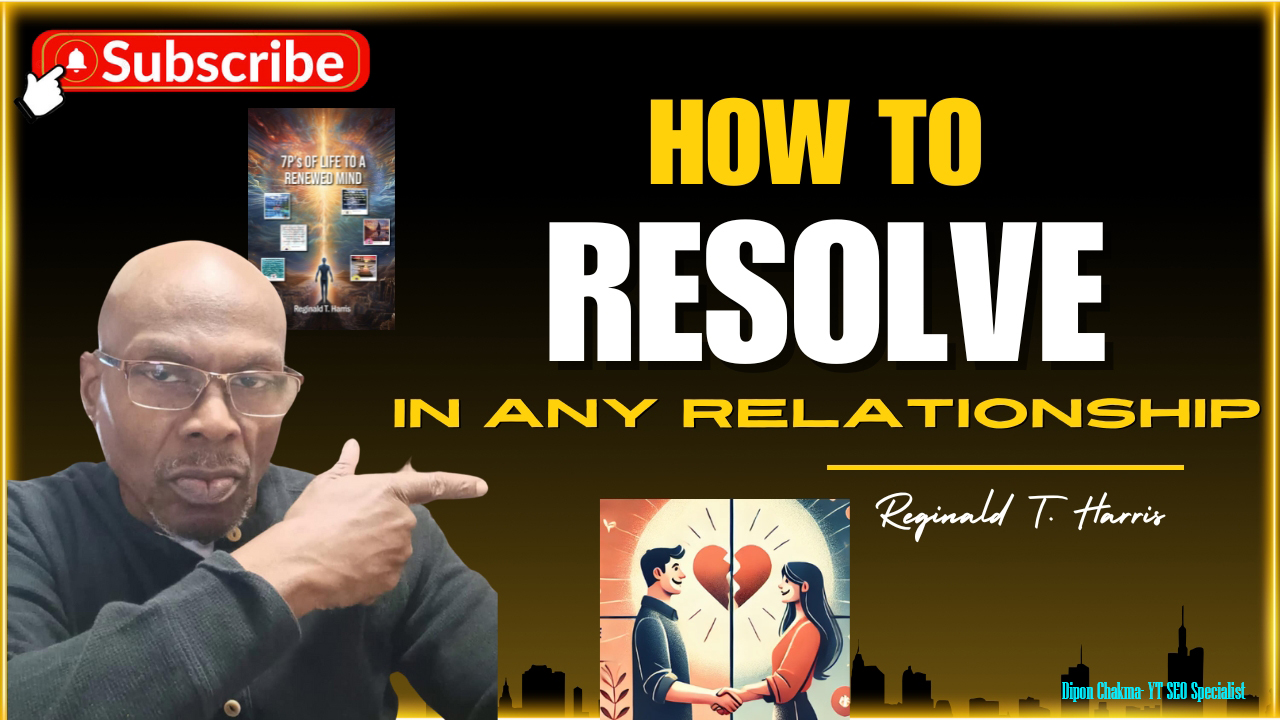 Subscribe
7P's OF LIFE TO A
RENEWED MIND
Reginald T. Harris
HOW TO
RESOLVE
IN ANY RELATIONSHIP
Reginald T. Harris
Dipon Chakma- YT SEO Specialist